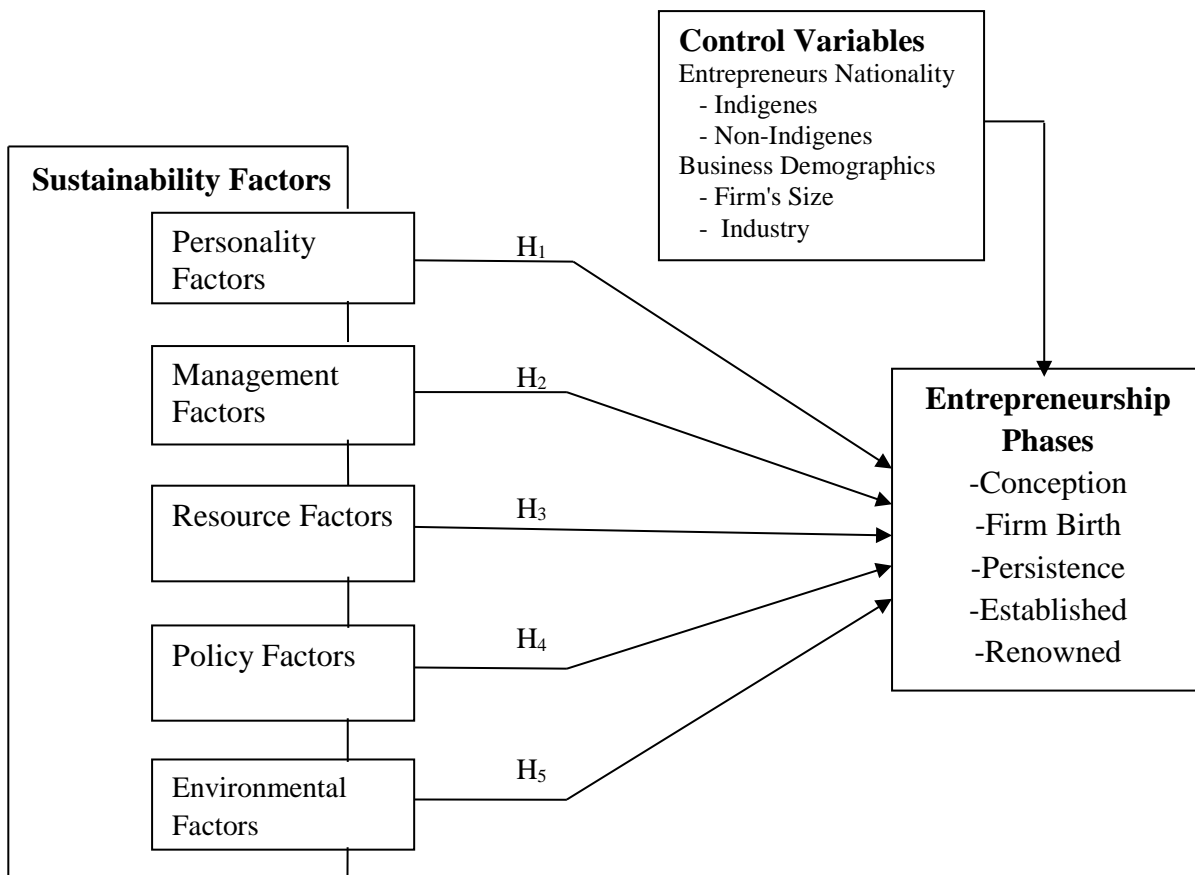 Control Variables
Entrepreneurs Nationality
- Indigenes
- Non-Indigenes
Business Demographics
- Firm's Size
- Industry
Sustainability Factors
Personality
Factors
H₁
Management
Factors
H₂
Resource Factors
H₃
Policy Factors
H₄
Environmental
Factors
H₅
Entrepreneurship
Phases
-Conception
-Firm Birth
-Persistence
-Established
-Renowned